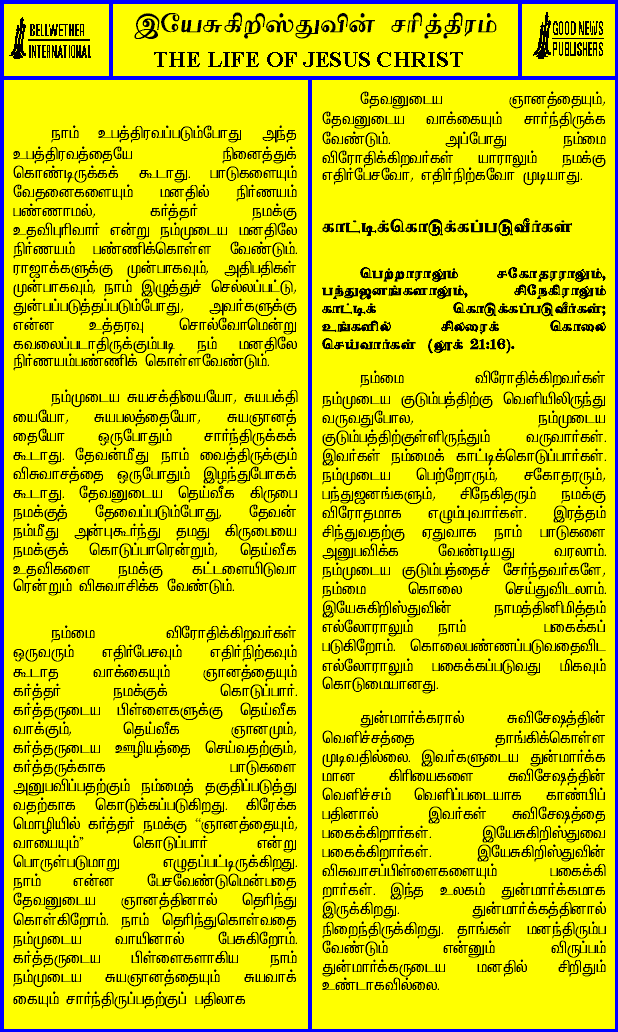 BELLWETHER
INTERNATIONAL
இயேசுகிறிஸ்துவின் சரித்திரம்
THE LIFE OF JESUS CHRIST
GOOD NEWS
PUBLISHERS
நாம் உபத்திரவப்படும்போது அந்த
உபத்திரவத்தையே நினைத்துக்
கொண்டிருக்கக் கூடாது. பாடுகளையும்
வேதனைகளையும் மனதில் நிர்ணயம்
பண்ணாமல், கர்த்தர் நமக்கு
உதவிபுரிவார் என்று நம்முடைய மனதிலே
நிர்ணயம் பண்ணிக்கொள்ள வேண்டும்.
ராஜாக்களுக்கு முன்பாகவும், அதிபதிகள்
முன்பாகவும், நாம் இழுத்துச் செல்லப்பட்டு,
துன்பப்படுத்தப்படும்போது, அவர்களுக்கு
என்ன உத்தரவு சொல்வோமென்று
கவலைப்படாதிருக்கும்படி நம் மனதிலே
நிர்ணயம்பண்ணிக் கொள்ளவேண்டும்.
நம்முடைய சுயசக்தியையோ, சுயபக்தி
யையோ, சுயபலத்தையோ, சுயஞானத்
தையோ ஒருபோதும் சார்ந்திருக்கக்
கூடாது. தேவன்மீது நாம் வைத்திருக்கும்
விசுவாசத்தை ஒருபோதும் இழந்துபோகக்
கூடாது. தேவனுடைய தெய்வீக கிருபை
நமக்குத் தேவைப்படும்போது, தேவன்
நம்மீது அன்புகூர்ந்து தமது கிருபையை
நமக்குக் கொடுப்பாரென்றும், தெய்வீக
உதவிகளை நமக்கு கட்டளையிடுவா
ரென்றும் விசுவாசிக்க வேண்டும்.
நம்மை விரோதிக்கிறவர்கள்
ஒருவரும் எதிர்பேசவும் எதிர்நிற்கவும்
கூடாத வாக்கையும் ஞானத்தையும்
கர்த்தர் நமக்குக் கொடுப்பார்.
கர்த்தருடைய பிள்ளைகளுக்கு தெய்வீக
வாக்கும், தெய்வீக ஞானமும்,
கர்த்தருடைய ஊழியத்தை செய்வதற்கும்,
கர்த்தருக்காக பாடுகளை
அனுபவிப்பதற்கும் நம்மைத் தகுதிப்படுத்து
வதற்காக கொடுக்கப்படுகிறது. கிரேக்க
மொழியில் கர்த்தர் நமக்கு “ஞானத்தையும்,
வாயையும்” கொடுப்பார் என்று
பொருள்படுமாறு எழுதப்பட்டிருக்கிறது.
நாம் என்ன பேசவேண்டுமென்பதை
தேவனுடைய ஞானத்தினால் தெரிந்து
கொள்கிறோம். நாம் தெரிந்துகொள்வதை
நம்முடைய வாயினால் பேசுகிறோம்.
கர்த்தருடைய பிள்ளைகளாகிய நாம்
நம்முடைய சுயஞானத்தையும் சுயவாக்
கையும் சார்ந்திருப்பதற்குப் பதிலாக
தேவனுடைய ஞானத்தையும்,
தேவனுடைய வாக்கையும் சார்ந்திருக்க
வேண்டும். அப்போது நம்மை
விரோதிக்கிறவர்கள் யாராலும் நமக்கு
எதிர்பேசவோ, எதிர்நிற்கவோ முடியாது.
காட்டிக்கொடுக்கப்படுவீர்கள்
பெற்றாராலும் சகோதரராலும்,
பந்துஜனங்களாலும், சிநேகிராலும்
காட்டிக் கொடுக்கப்படுவீர்கள்;
உங்களில் சிலரைக் கொலை
செய்வார்கள் (லூக் 21:16).
நம்மை விரோதிக்கிறவர்கள்
நம்முடைய குடும்பத்திற்கு வெளியிலிருந்து
வருவதுபோல, நம்முடைய
குடும்பத்திற்குள்ளிருந்தும் வருவார்கள்.
இவர்கள் நம்மைக் காட்டிக்கொடுப்பார்கள்.
நம்முடைய பெற்றோரும், சகோதரரும்,
பந்துஜனங்களும், சிநேகிதரும் நமக்கு
விரோதமாக எழும்புவார்கள். இரத்தம்
சிந்துவதற்கு ஏதுவாக நாம் பாடுகளை
அனுபவிக்க வேண்டியது வரலாம்.
நம்முடைய குடும்பத்தைச் சேர்ந்தவர்களே,
நம்மை கொலை செய்துவிடலாம்.
இயேசுகிறிஸ்துவின் நாமத்தினிமித்தம்
எல்லோராலும் நாம் பகைக்கப்
படுகிறோம். கொலைபண்ணப்படுவதைவிட
எல்லோராலும் பகைக்கப்படுவது மிகவும்
கொடுமையானது.
துன்மார்க்கரால் சுவிசேஷத்தின்
வெளிச்சத்தை தாங்கிக்கொள்ள
முடிவதில்லை. இவர்களுடைய துன்மார்க்க
மான கிரியைகளை சுவிசேஷத்தின்
வெளிச்சம் வெளிப்படையாக காண்பிப்
பதினால் இவர்கள் சுவிசேஷத்தை
பகைக்கிறார்கள். இயேசுகிறிஸ்துவை
பகைக்கிறார்கள். இயேசுகிறிஸ்துவின்
விசுவாசப்பிள்ளைகளையும் பகைக்கி
றார்கள். இந்த உலகம் துன்மார்க்கமாக
இருக்கிறது. துன்மார்க்கத்தினால்
நிறைந்திருக்கிறது. தாங்கள் மனந்திரும்ப
வேண்டும் என்னும் விருப்பம்
துன்மார்க்கருடைய மனதில் சிறிதும்
உண்டாகவில்லை.